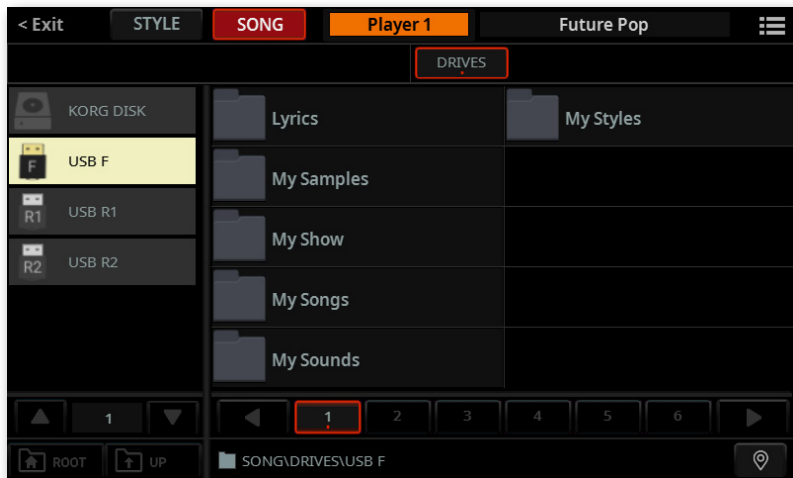 < Exit STYLE SONG Player 1 Future Pop
DRIVES
KORG DISK
F USB F
R1 USB R1
R2 USB R2
Lyrics My Styles
My Samples
My Show
My Songs
My Sounds
1 1 2 3 4 5 6
ROOT UP SONG\DRIVES\USB F